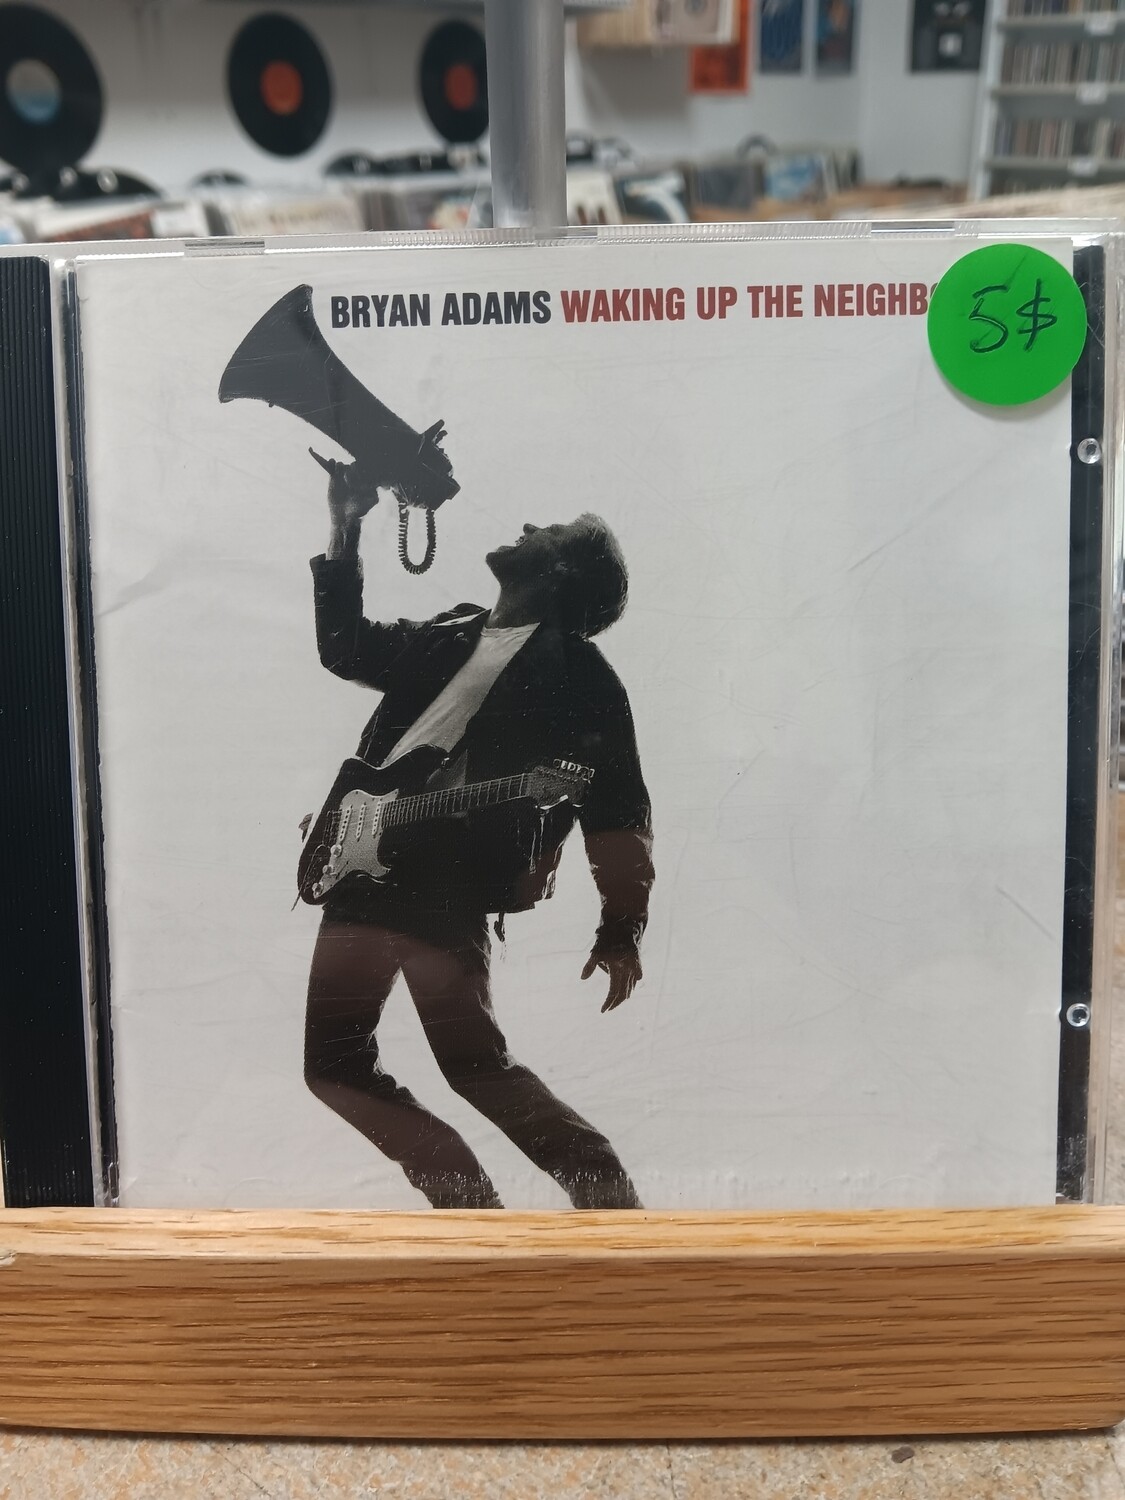 BRYAN ADAMS WAKING UP THE NEIGHB
5$